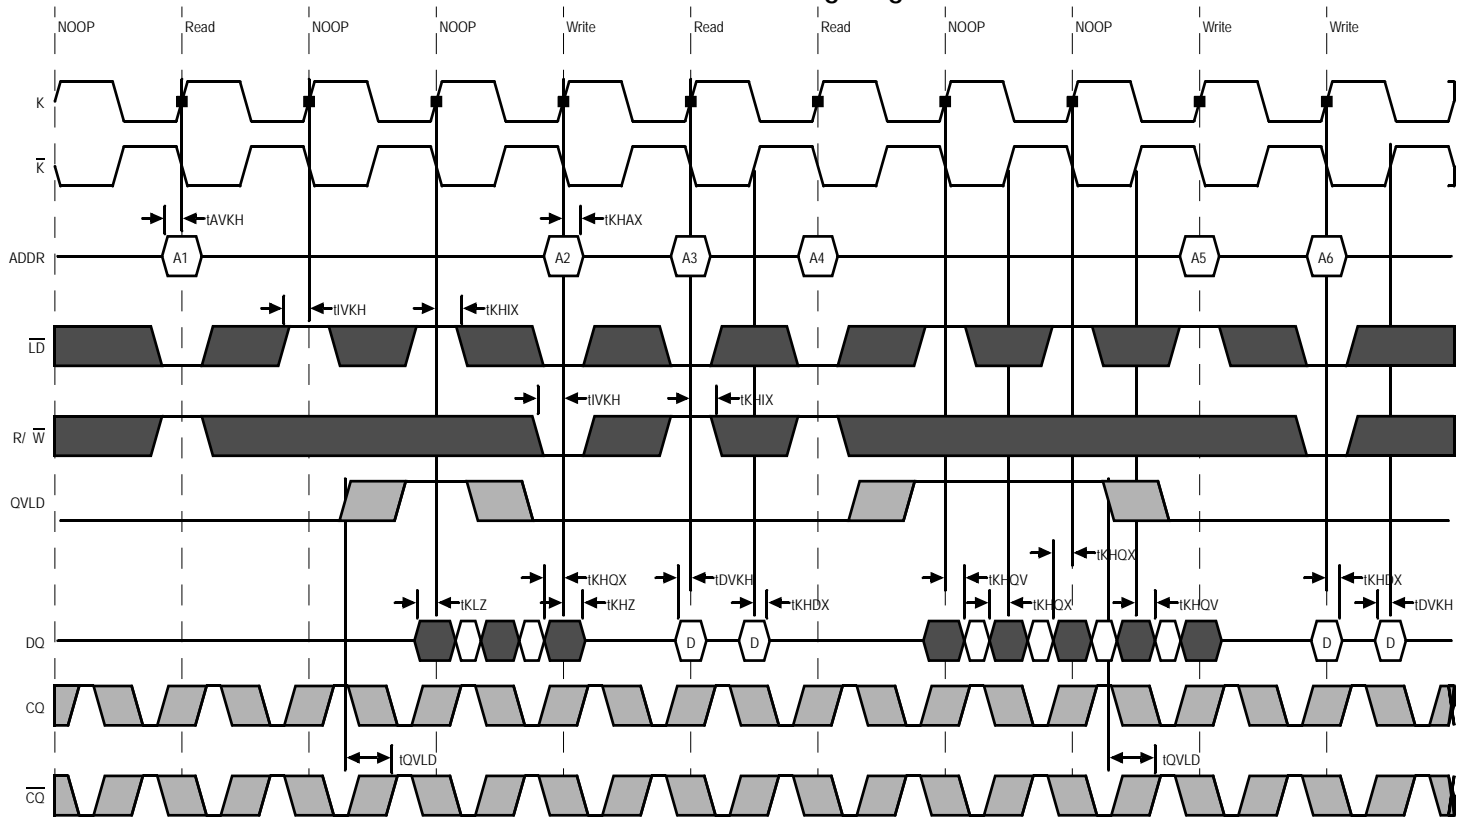 NOOP Read NOOP NOOP Write Read Read NOOP NOOP Write Write
K
K
tAVKH tKHAX
ADDR A1 A2 A3 A4 A5 A6
tIVKH tKHIX
LD
tIVKH tKHIX
R/ W
QVLD
tKHQX
tKHQX tDVKH tKHQV tKHDX
tKLZ tKHZ tKHDX tKHQX tKHQV tDVKH
DQ D D D D
CQ
tQVLD tQVLD
CQ